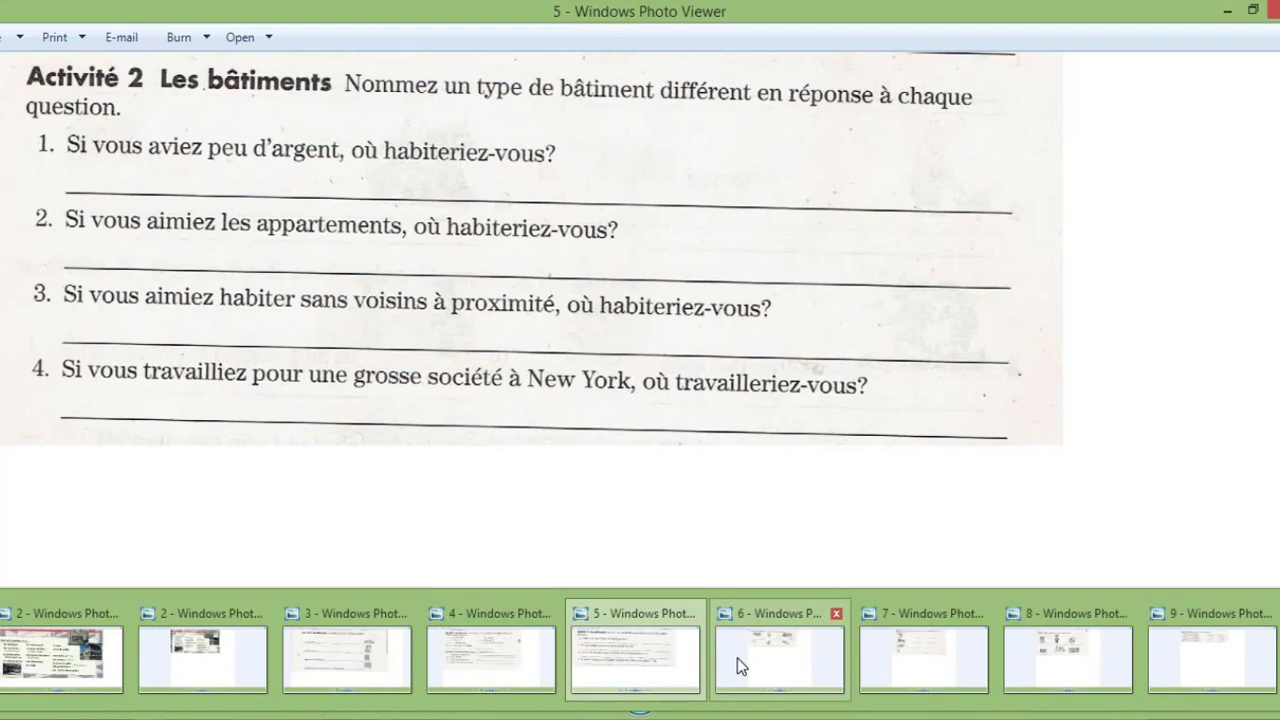 5 - Windows Photo Viewer
Print E-mail Burn Open
Activité 2 Les bâtiments Nommez un type de bâtiment différent en réponse à chaque
question.
1. Si vous aviez peu d'argent, où habiteriez-vous?
2. Si vous aimiez les appartements, où habiteriez-vous?
3. Si vous aimiez habiter sans voisins à proximité, où habiteriez-vous?
4. Si vous travailliez pour une grosse société à New York, où travailleriez-vous?
2 - Windows Phot... 2 - Windows Phot... 3 - Windows Phot... 4 - Windows Phot... 5 - Windows Phot... 6 - Windows P... 7 - Windows Phot... 8 - Windows Phot... 9 - Windows Phot...